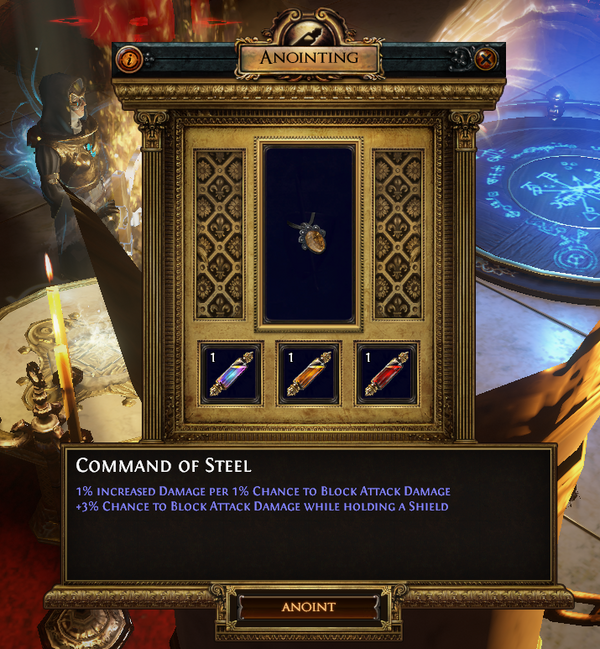 Anointing
1 1 1
Command of Steel
1% increased Damage per 1% Chance to Block Attack Damage
+3% Chance to Block Attack Damage while holding a Shield
ANOINT